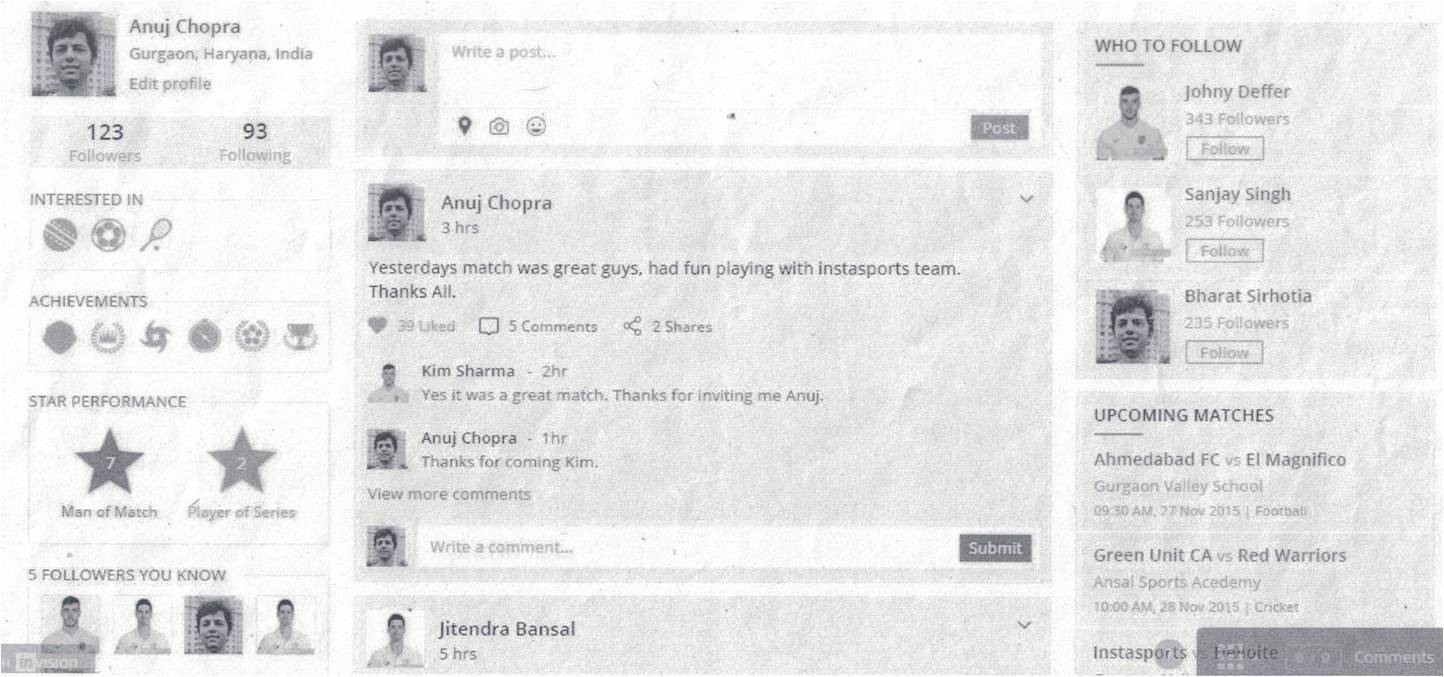 Anuj Chopra
Gurgaon, Haryana, India
Edit profile
123
Followers
93
Following
INTERESTED IN
ACHIEVEMENTS
STAR PERFORMANCE
7
Man of Match
2
Player of Series
5 FOLLOWERS YOU KNOW
H invision
Write a post...
Post
Anuj Chopra
3 hrs
Yesterdays match was great guys, had fun playing with instasports team.
Thanks All.
39 Liked
5 Comments
2 Shares
Kim Sharma - 2hr
Yes it was a great match. Thanks for inviting me Anuj.
Anuj Chopra - 1hr
Thanks for coming Kim.
View more comments
Write a comment...
Submit
Jitendra Bansal
5 hrs
WHO TO FOLLOW
Johny Deffer
343 Followers
Follow
Sanjay Singh
253 Followers
Follow
Bharat Sirhotia
235 Followers
Follow
UPCOMING MATCHES
Ahmedabad FC vs El Magnifico
Gurgaon Valley School
09:30 AM, 27 Nov 2015 | Football
Green Unit CA vs Red Warriors
Ansal Sports Acedemy
10:00 AM, 28 Nov 2015 | Cricket
Instasports vs
Comments